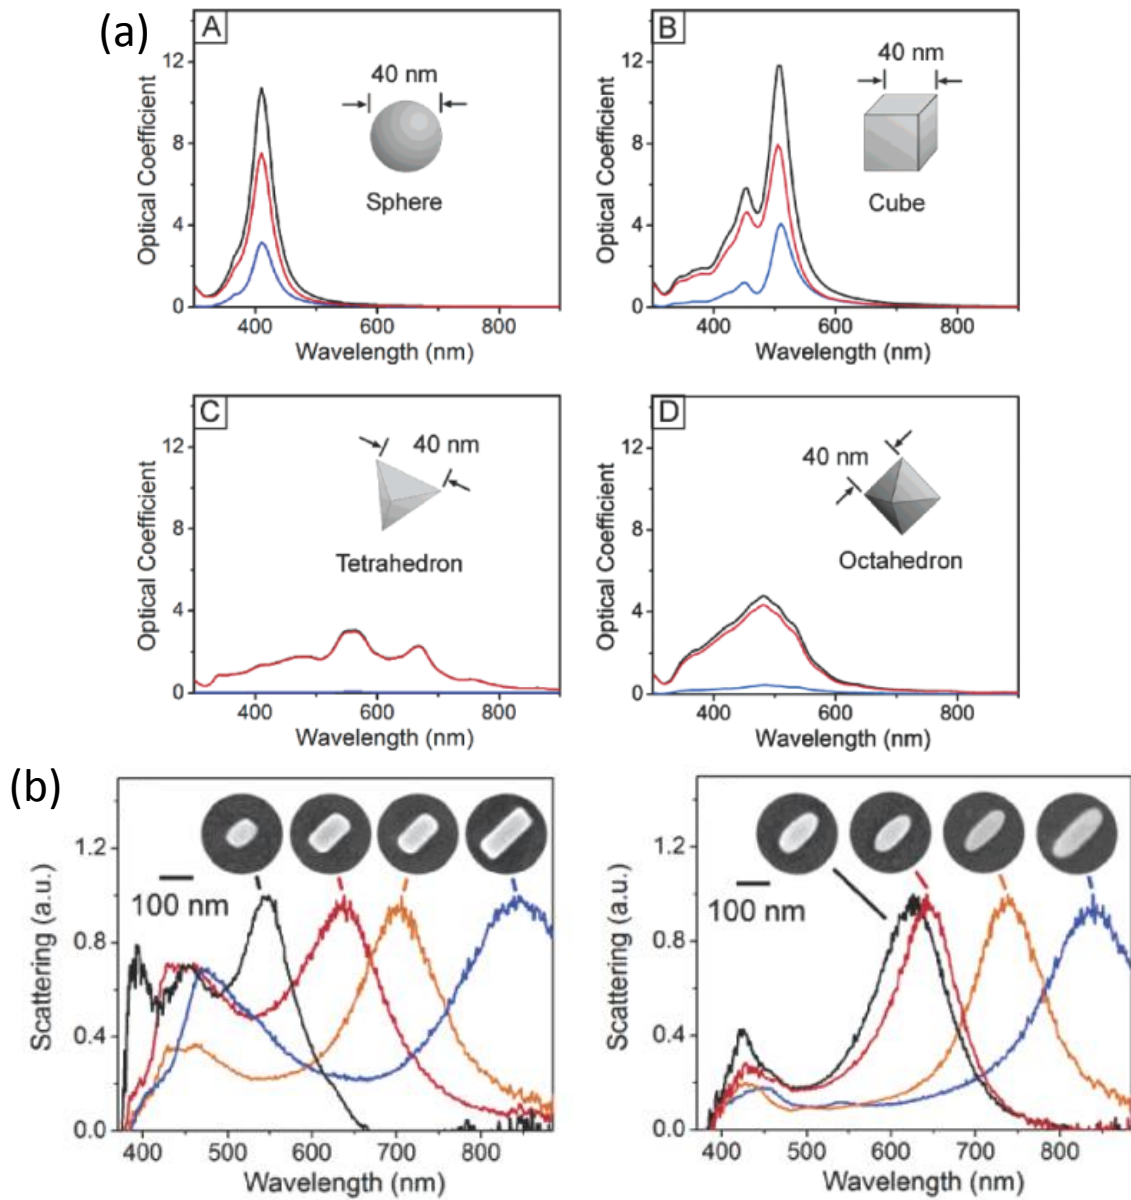 (a)
A
Optical Coefficient
12
8
4
0
40 nm
Sphere
400 600 800
Wavelength (nm)
B
Optical Coefficient
12
8
4
0
40 nm
Cube
400 600 800
Wavelength (nm)
C
Optical Coefficient
12
8
4
0
40 nm
Tetrahedron
400 600 800
Wavelength (nm)
D
Optical Coefficient
12
8
4
0
40 nm
Octahedron
400 600 800
Wavelength (nm)
(b)
Scattering (a.u.)
1.2
0.8
0.4
0.0
100 nm
400 500 600 700 800
Wavelength (nm)
Scattering (a.u.)
1.2
0.8
0.4
0.0
100 nm
400 500 600 700 800
Wavelength (nm)